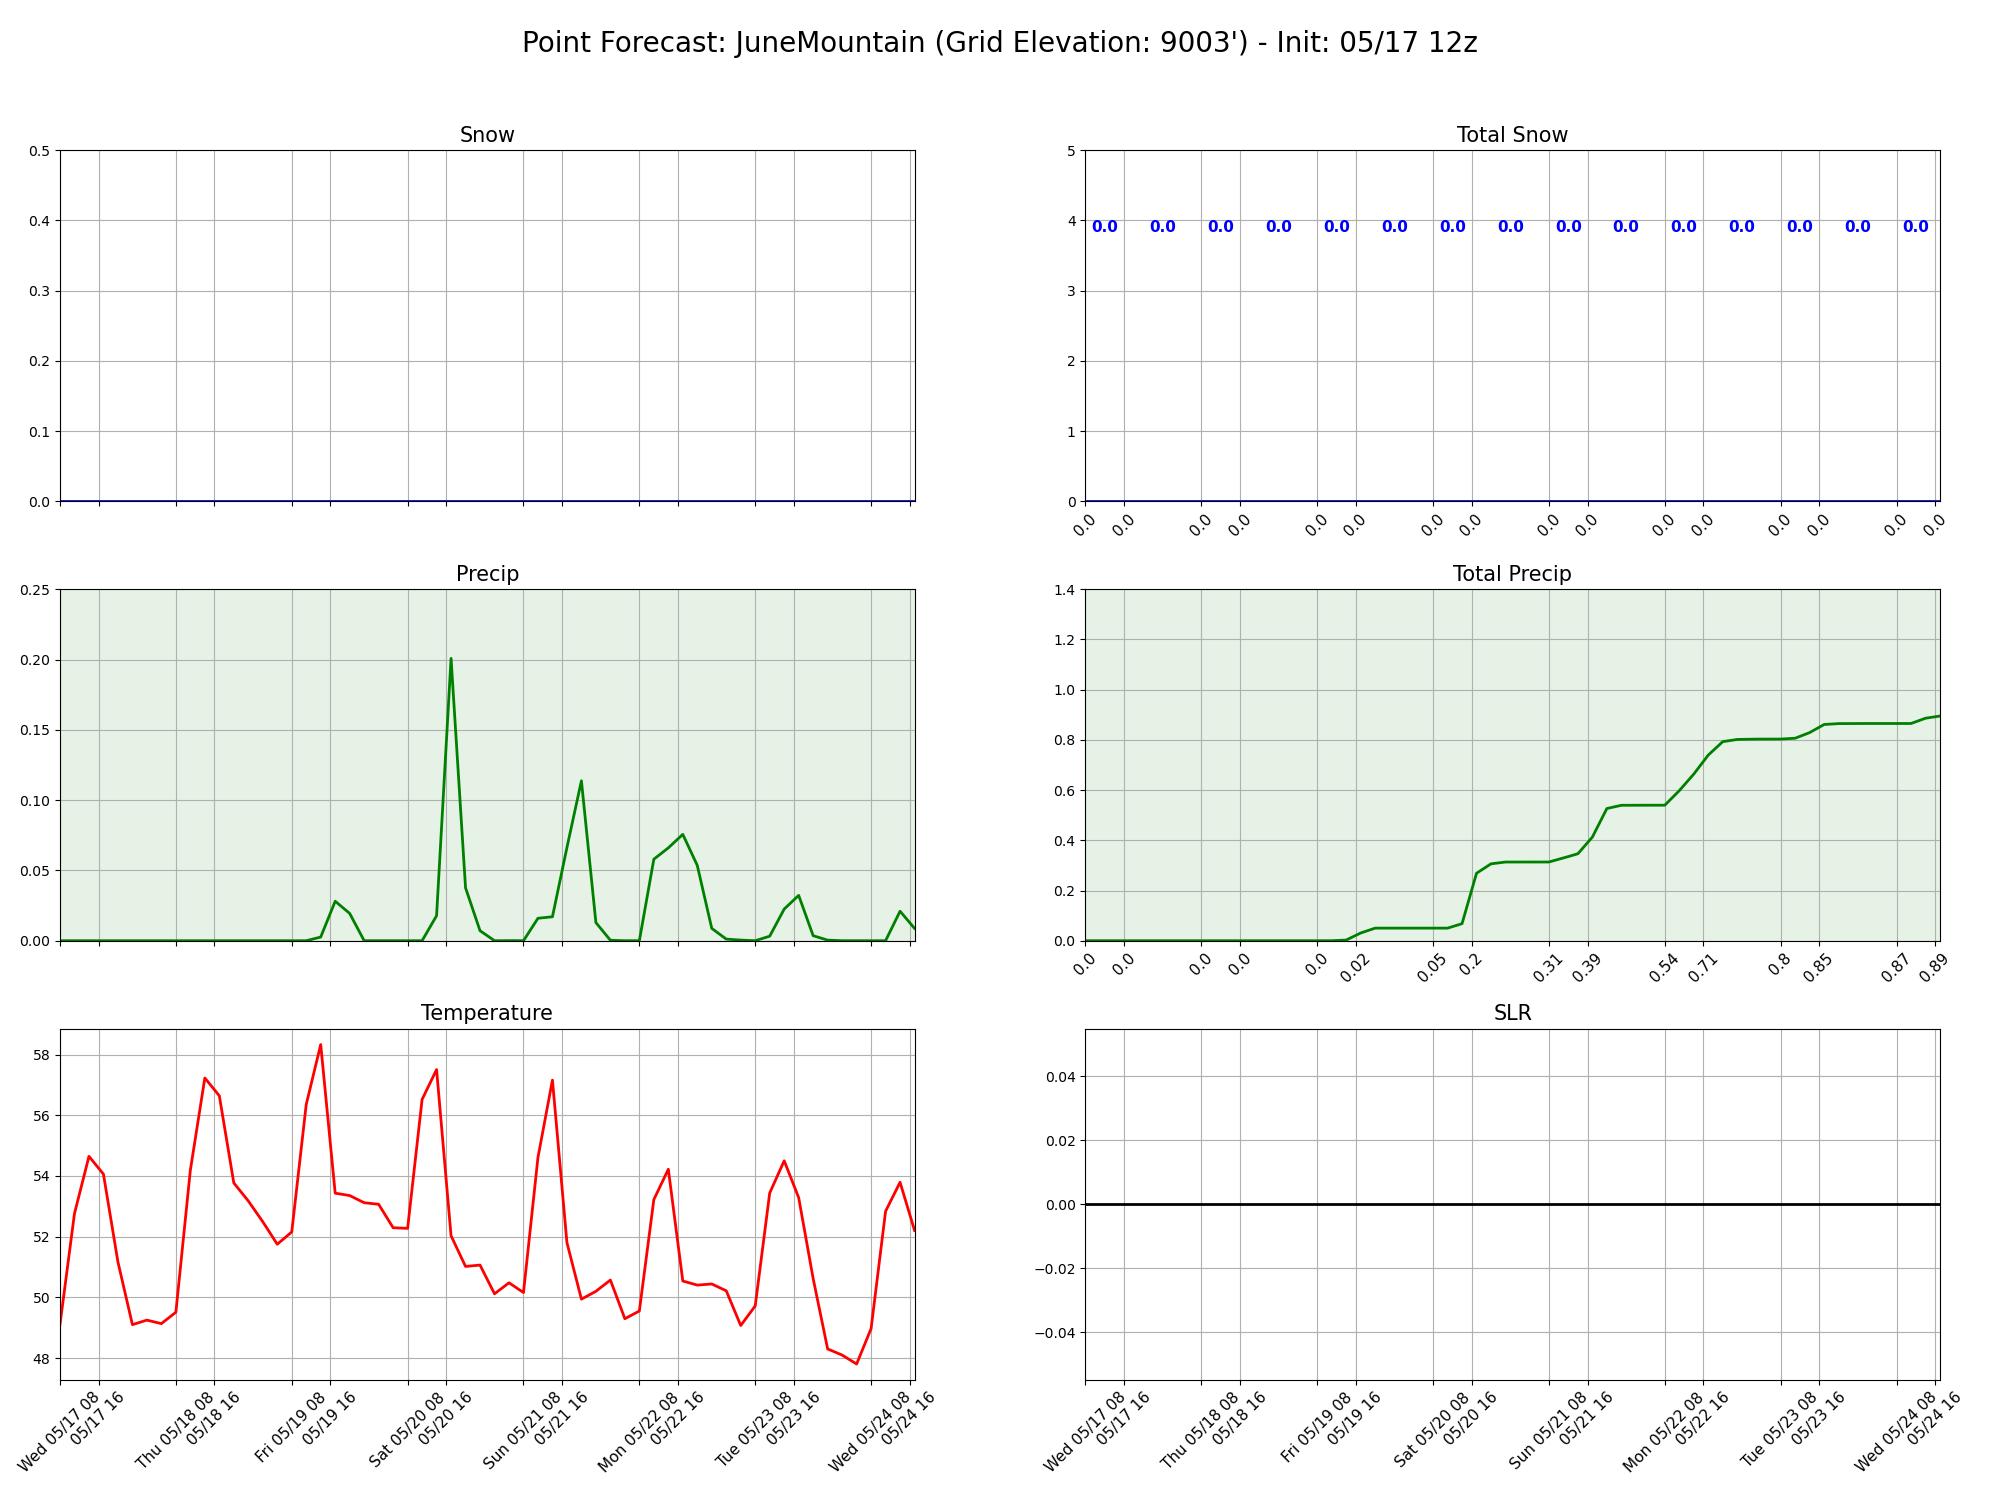 Point Forecast: JuneMountain (Grid Elevation: 9003') - Init: 05/17 12z
Snow
0.5
0.4
0.3
0.2
0.1
0.0
Total Snow
5
4
3
2
1
0
0.0 0.0 0.0 0.0 0.0 0.0 0.0 0.0 0.0 0.0 0.0 0.0 0.0 0.0 0.0
0.0 0.0 0.0 0.0 0.0 0.0 0.0 0.0 0.0 0.0 0.0 0.0 0.0 0.0 0.0 0.0
Precip
0.25
0.20
0.15
0.10
0.05
0.00
Total Precip
1.4
1.2
1.0
0.8
0.6
0.4
0.2
0.0
0.0 0.0 0.0 0.0 0.0 0.02 0.05 0.2 0.31 0.39 0.54 0.71 0.8 0.85 0.87 0.89
Temperature
58
56
54
52
50
48
Wed 05/17 08
05/17 16
Thu 05/18 08
05/18 16
Fri 05/19 08
05/19 16
Sat 05/20 08
05/20 16
Sun 05/21 08
05/21 16
Mon 05/22 08
05/22 16
Tue 05/23 08
05/23 16
Wed 05/24 08
05/24 16
SLR
0.04
0.02
0.00
−0.02
−0.04
Wed 05/17 08
05/17 16
Thu 05/18 08
05/18 16
Fri 05/19 08
05/19 16
Sat 05/20 08
05/20 16
Sun 05/21 08
05/21 16
Mon 05/22 08
05/22 16
Tue 05/23 08
05/23 16
Wed 05/24 08
05/24 16